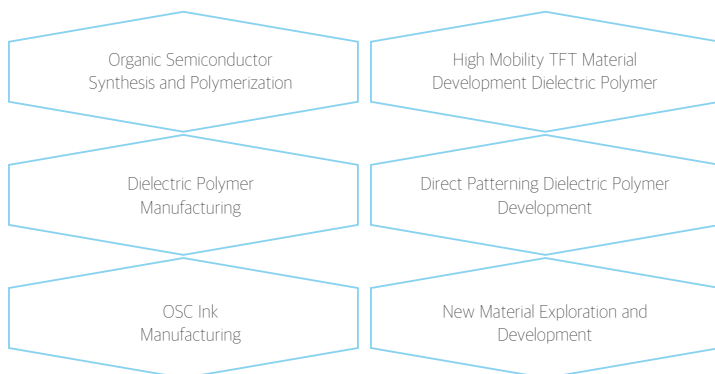 Organic Semiconductor
Synthesis and Polymerization
High Mobility TFT Material
Development Dielectric Polymer
Dielectric Polymer
Manufacturing
Direct Patterning Dielectric Polymer
Development
OSC Ink
Manufacturing
New Material Exploration and
Development